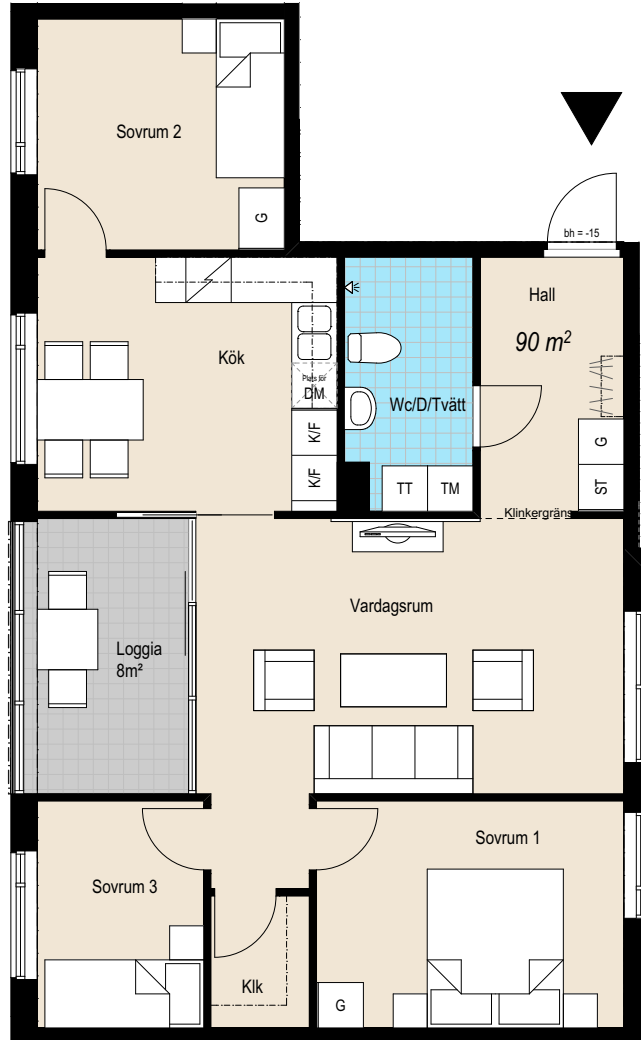 Sovrum 2
G
bh = -15
Hall
90 m²
Kök
Plats för
DM
K/F
K/F
Wc/D/Tvätt
TT
TM
G
ST
Klinkergräns
Vardagsrum
Loggia
8m²
Sovrum 1
Sovrum 3
Klk
G